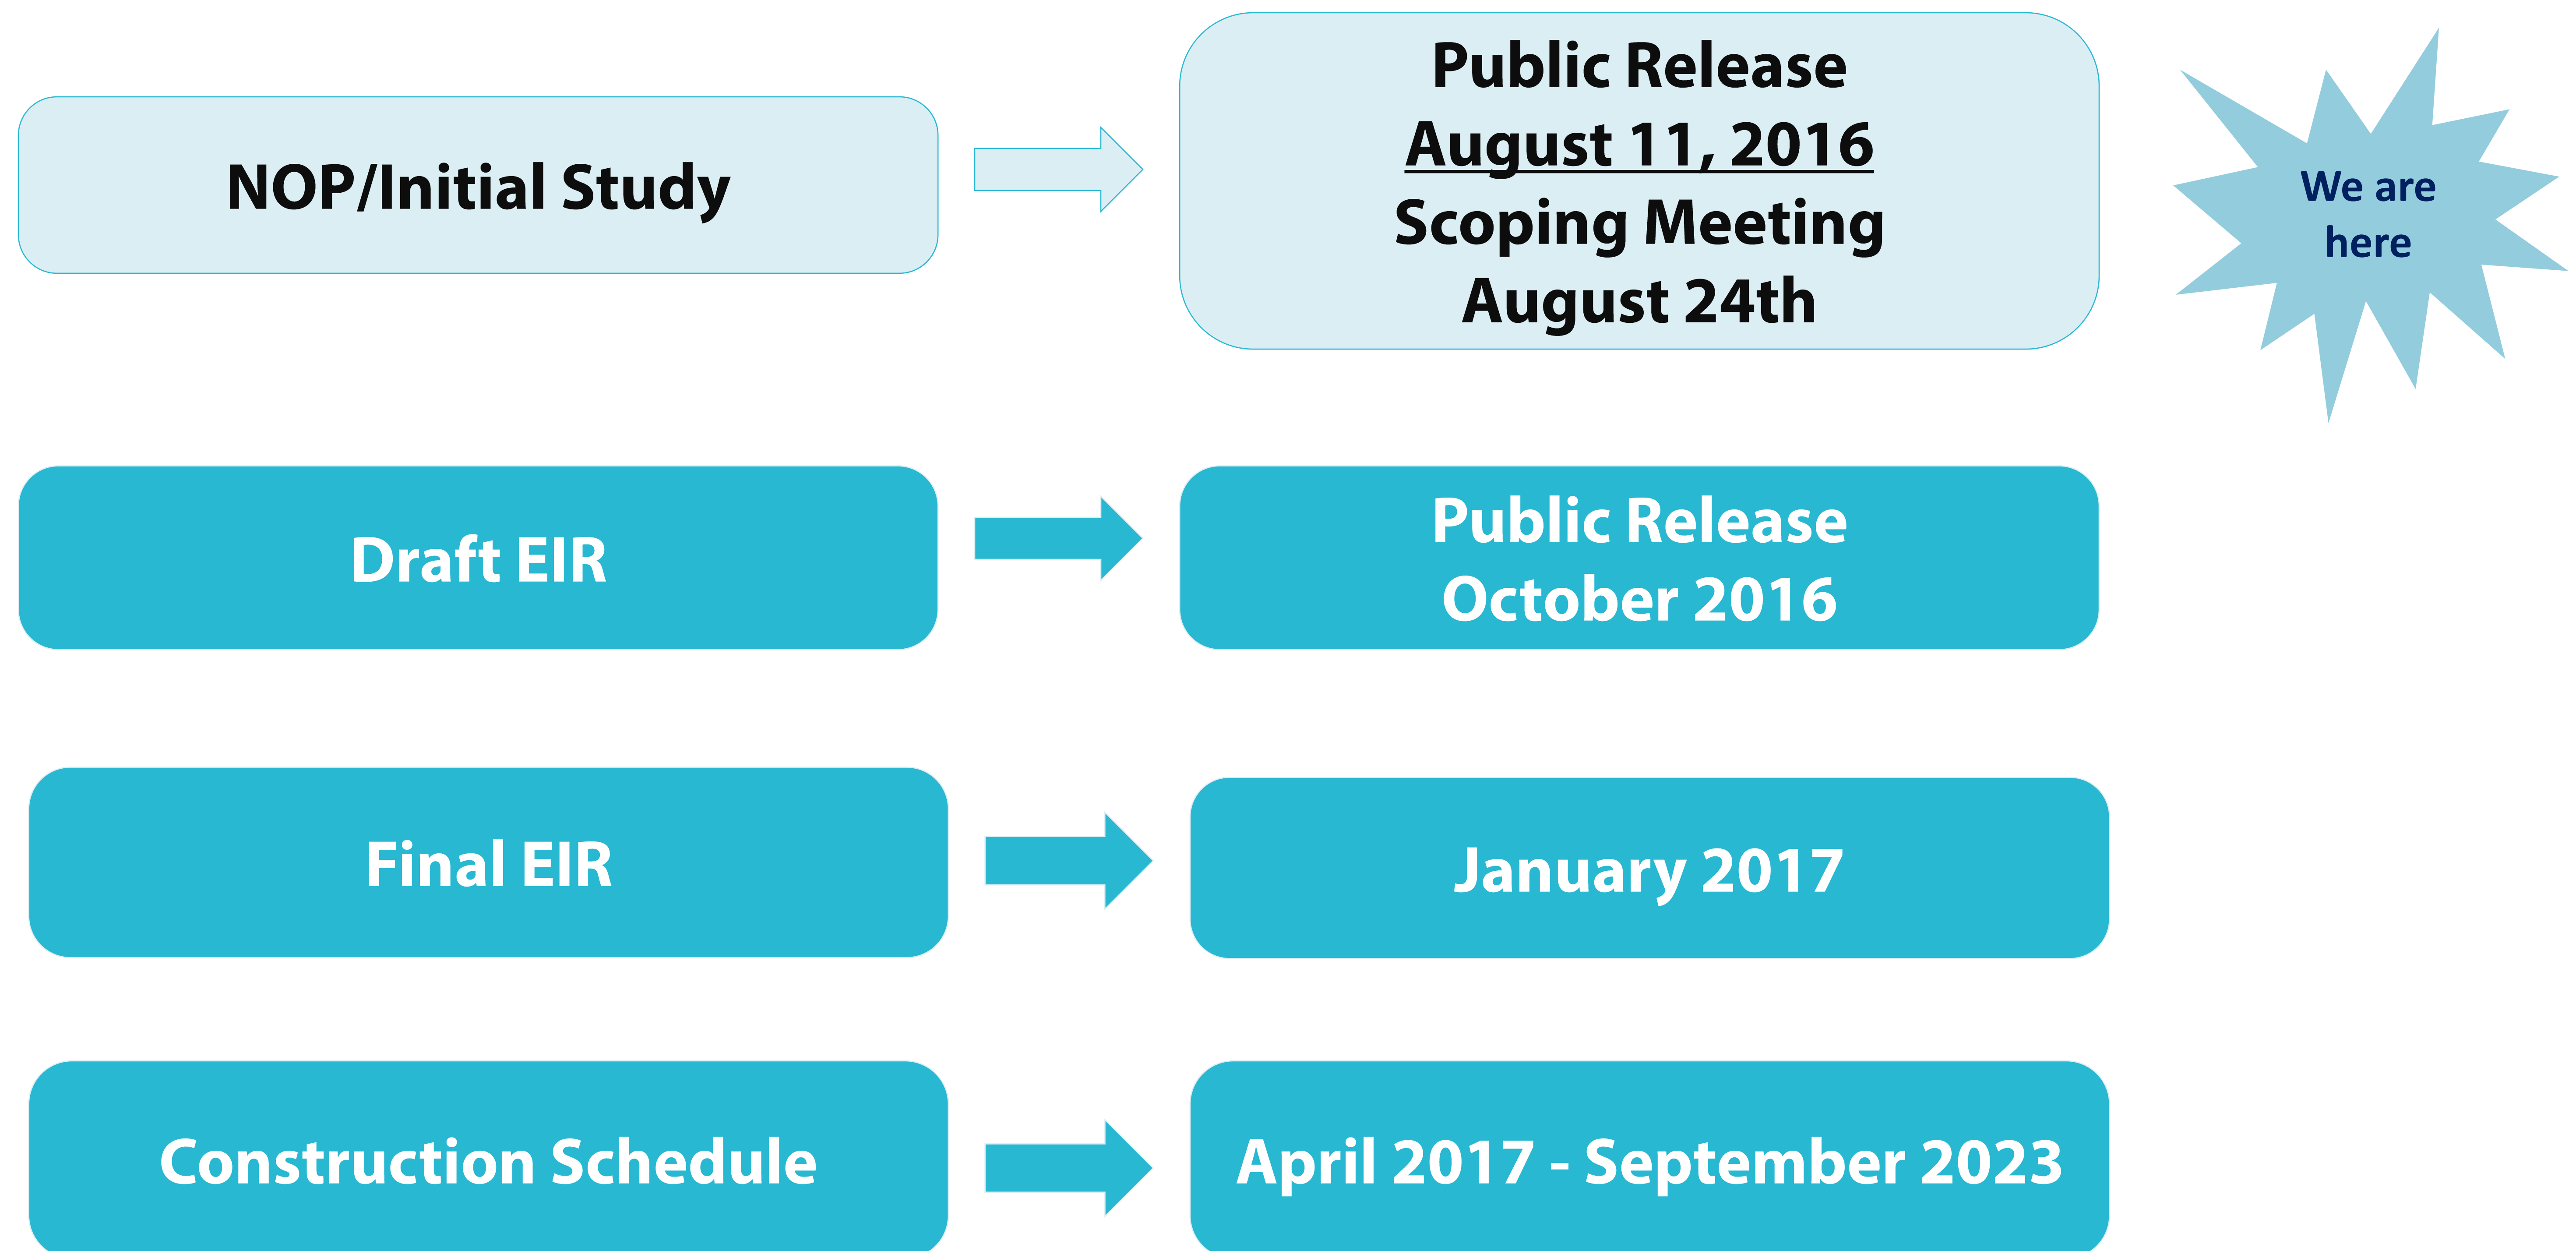 NOP/Initial Study
Public Release
August 11, 2016
Scoping Meeting
August 24th
We are
here
Draft EIR
Public Release
October 2016
Final EIR
January 2017
Construction Schedule
April 2017 - September 2023